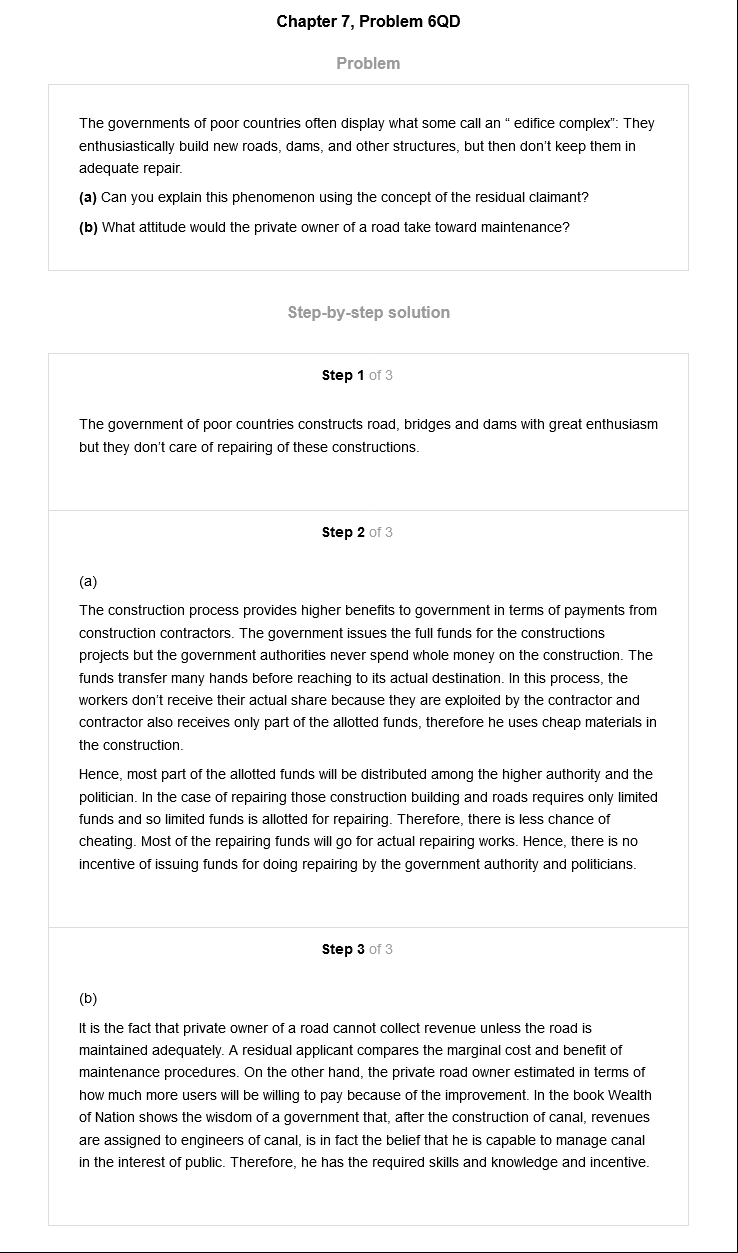 Chapter 7, Problem 6QD
Problem
The governments of poor countries often display what some call an “ edifice complex”: They
enthusiastically build new roads, dams, and other structures, but then don’t keep them in
adequate repair.
(a) Can you explain this phenomenon using the concept of the residual claimant?
(b) What attitude would the private owner of a road take toward maintenance?
Step-by-step solution
Step 1 of 3
The government of poor countries constructs road, bridges and dams with great enthusiasm
but they don’t care of repairing of these constructions.
Step 2 of 3
(a)
The construction process provides higher benefits to government in terms of payments from
construction contractors. The government issues the full funds for the constructions
projects but the government authorities never spend whole money on the construction. The
funds transfer many hands before reaching to its actual destination. In this process, the
workers don’t receive their actual share because they are exploited by the contractor and
contractor also receives only part of the allotted funds, therefore he uses cheap materials in
the construction.
Hence, most part of the allotted funds will be distributed among the higher authority and the
politician. In the case of repairing those construction building and roads requires only limited
funds and so limited funds is allotted for repairing. Therefore, there is less chance of
cheating. Most of the repairing funds will go for actual repairing works. Hence, there is no
incentive of issuing funds for doing repairing by the government authority and politicians.
Step 3 of 3
(b)
It is the fact that private owner of a road cannot collect revenue unless the road is
maintained adequately. A residual applicant compares the marginal cost and benefit of
maintenance procedures. On the other hand, the private road owner estimated in terms of
how much more users will be willing to pay because of the improvement. In the book Wealth
of Nation shows the wisdom of a government that, after the construction of canal, revenues
are assigned to engineers of canal, is in fact the belief that he is capable to manage canal
in the interest of public. Therefore, he has the required skills and knowledge and incentive.